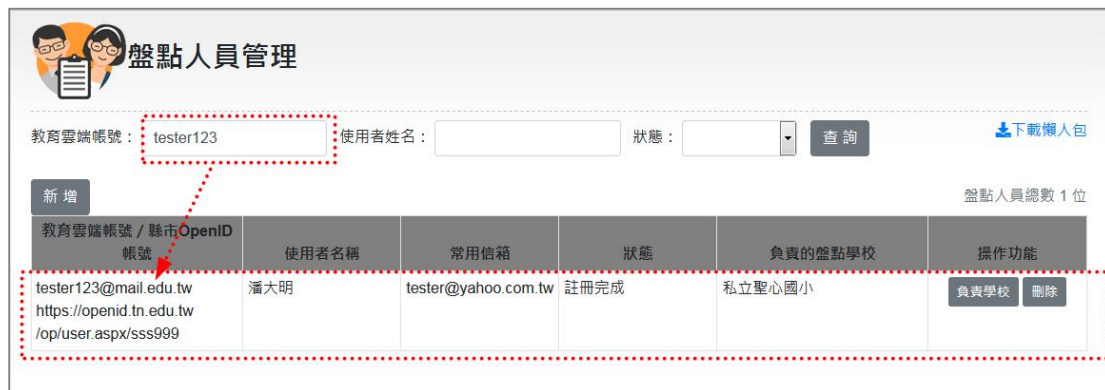 盤點人員管理
教育雲端帳號： tester123 使用者姓名： 狀態： 查詢 下載懶人包
新增 盤點人員總數 1 位
教育雲端帳號 / 縣市OpenID
帳號 使用者名稱 常用信箱 狀態 負責的盤點學校 操作功能
tester123@mail.edu.tw 潘大明 tester@yahoo.com.tw 註冊完成 私立聖心國小 負責學校 刪除
https://openid.tn.edu.tw
/op/user.aspx/sss999